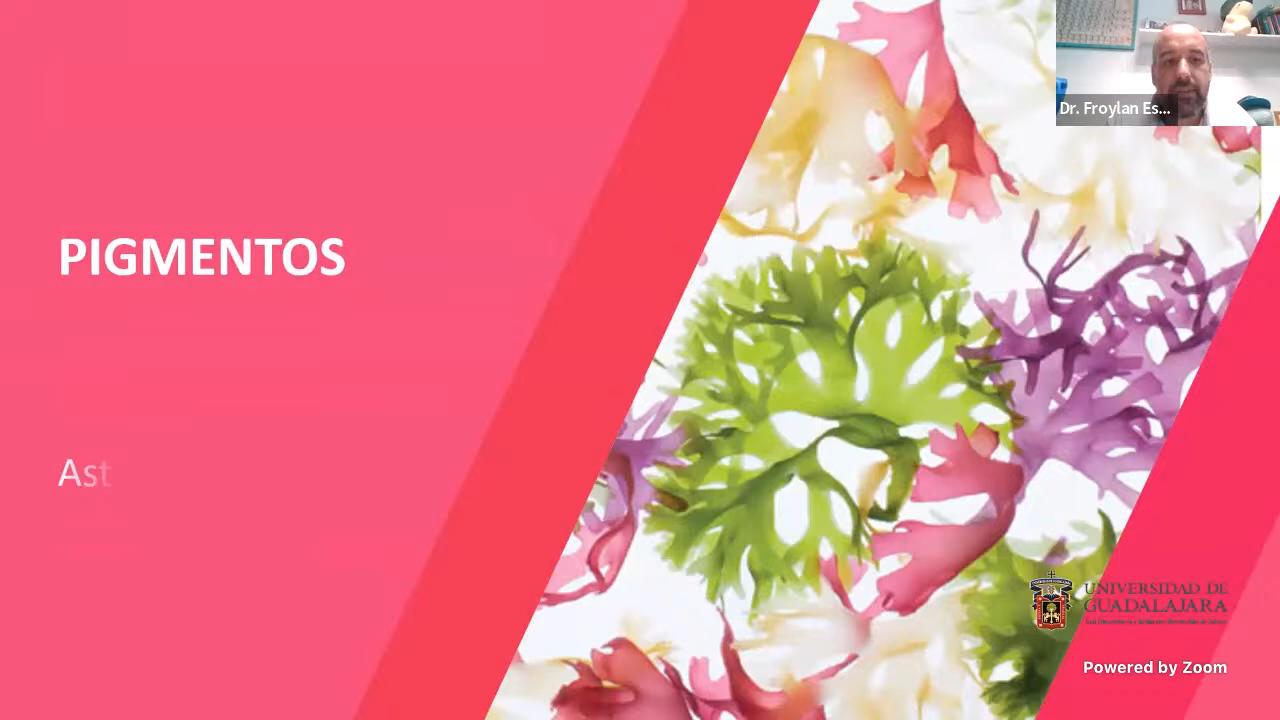 Dr. Froylan Es...
PIGMENTOS
Ast
UNIVERSIDAD DE
GUADALAJARA
Powered by Zoom